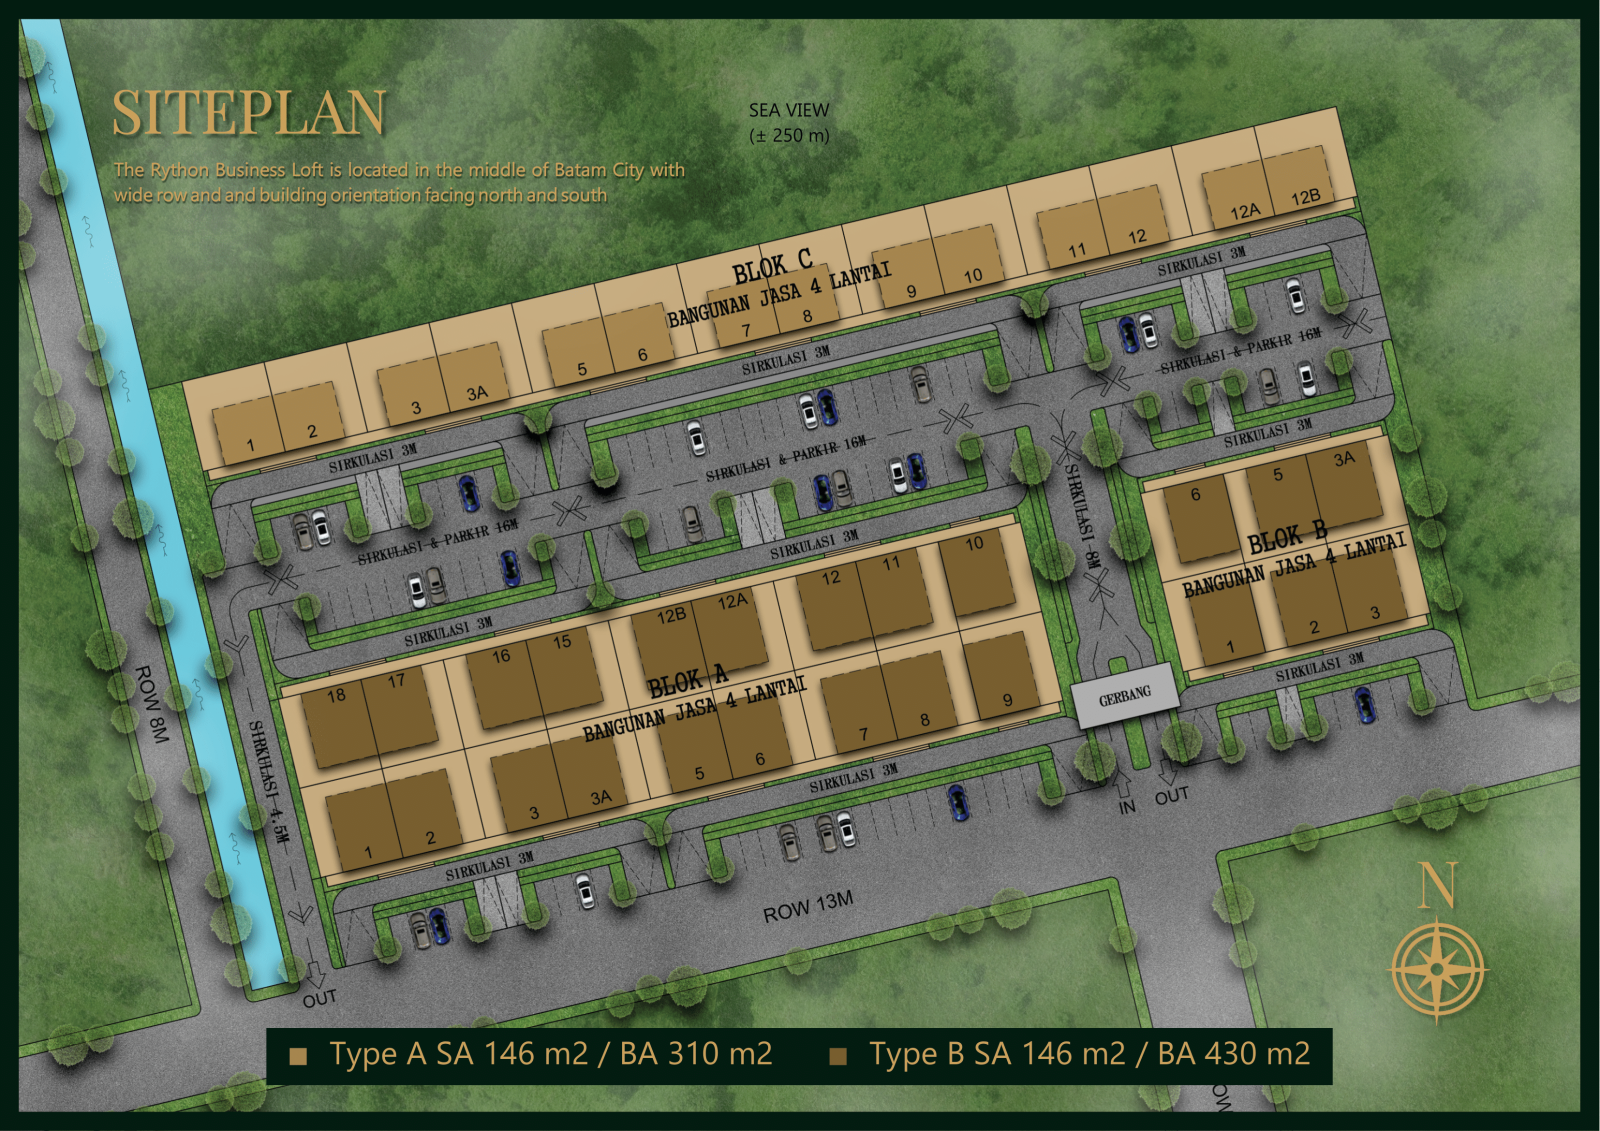 SITEPLAN
The Rython Business Loft is located in the middle of Batam City with
wide row and and building orientation facing north and south
SEA VIEW
(± 250 m)
BLOK C
BANGUNAN JASA 4 LANTAI
1 2 3 3A 5 6 7 8 9 10 11 12 12A 12B
SIRKULASI 3M
SIRKULASI 3M
SIRKULASI 3M
SIRKULASI & PARKIR 16M
SIRKULASI & PARKIR 16M
SIRKULASI & PARKIR 16M
SIRKULASI 3M
SIRKULASI 3M
SIRKULASI 3M
SIRKULASI 8M
18 17 16 15 12B 12A 12 11 10
BLOK A
BANGUNAN JASA 4 LANTAI
1 2 3 3A 5 6 7 8 9
6 5 3A
BLOK B
BANGUNAN JASA 4 LANTAI
1 2 3
GERBANG
SIRKULASI 3M
SIRKULASI 3M
SIRKULASI 3M
SIRKULASI 4.5M
ROW 8M
IN
OUT
ROW 13M
OUT
N
Type A SA 146 m2 / BA 310 m2
Type B SA 146 m2 / BA 430 m2